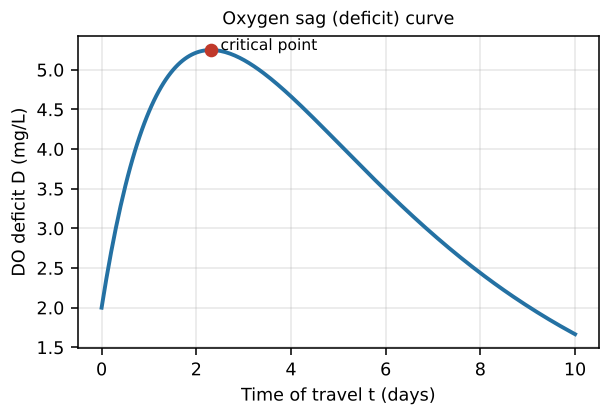 Oxygen sag (deficit) curve
critical point
DO deficit D (mg/L)
5.0
4.5
4.0
3.5
3.0
2.5
2.0
1.5
0 2 4 6 8 10
Time of travel t (days)